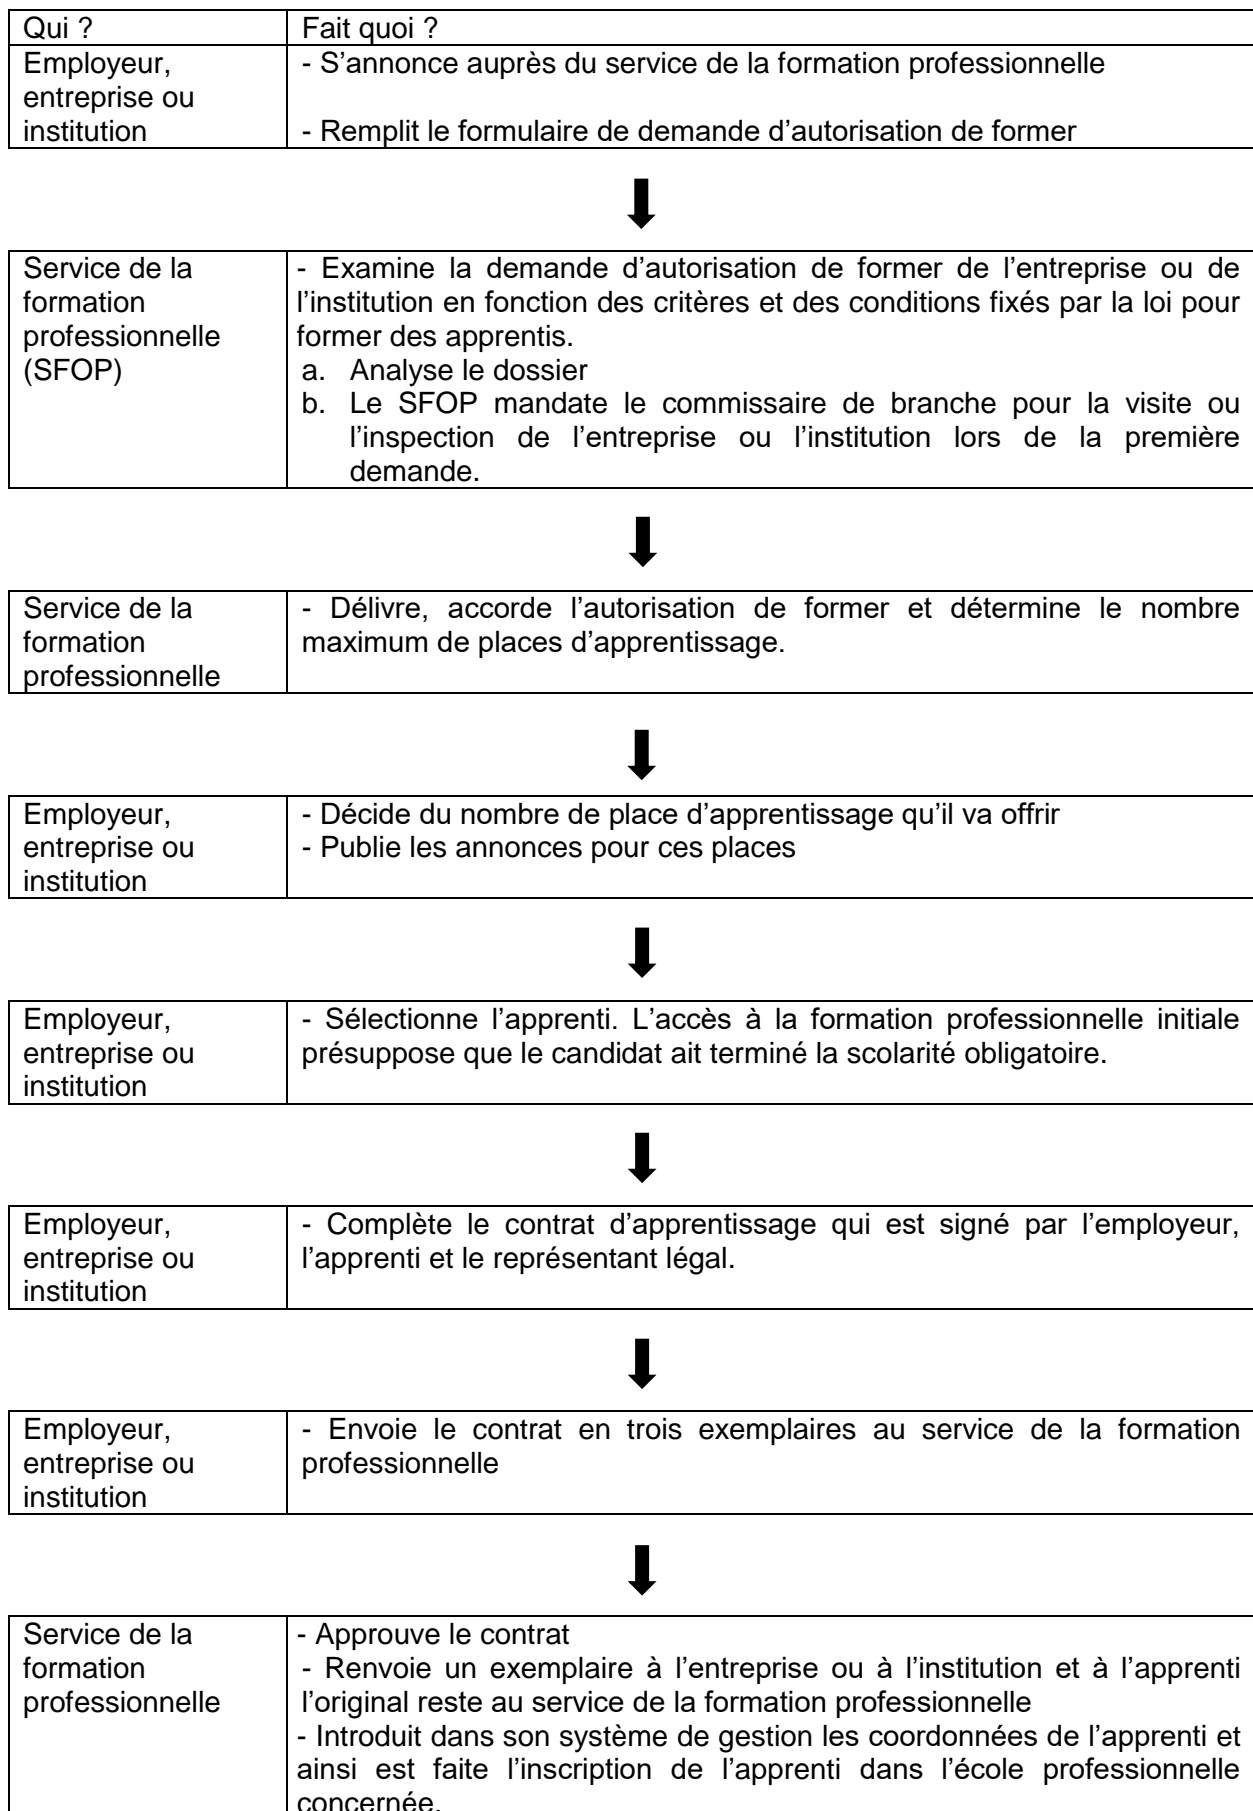 Qui ? Fait quoi ?
Employeur, - S’annonce auprès du service de la formation professionnelle
entreprise ou
institution - Remplit le formulaire de demande d’autorisation de former
Service de la - Examine la demande d’autorisation de former de l’entreprise ou de
formation l’institution en fonction des critères et des conditions fixés par la loi pour
professionnelle former des apprentis.
(SFOP) a. Analyse le dossier
b. Le SFOP mandate le commissaire de branche pour la visite ou
l’inspection de l’entreprise ou l’institution lors de la première
demande.
Service de la - Délivre, accorde l’autorisation de former et détermine le nombre
formation maximum de places d’apprentissage.
professionnelle
Employeur, - Décide du nombre de place d’apprentissage qu’il va offrir
entreprise ou - Publie les annonces pour ces places
institution
Employeur, - Sélectionne l’apprenti. L’accès à la formation professionnelle initiale
entreprise ou présuppose que le candidat ait terminé la scolarité obligatoire.
institution
Employeur, - Complète le contrat d’apprentissage qui est signé par l’employeur,
entreprise ou l’apprenti et le représentant légal.
institution
Employeur, - Envoie le contrat en trois exemplaires au service de la formation
entreprise ou professionnelle
institution
Service de la - Approuve le contrat
formation - Renvoie un exemplaire à l’entreprise ou à l’institution et à l’apprenti
professionnelle l’original reste au service de la formation professionnelle
- Introduit dans son système de gestion les coordonnées de l’apprenti et
ainsi est faite l’inscription de l’apprenti dans l’école professionnelle
concernée.